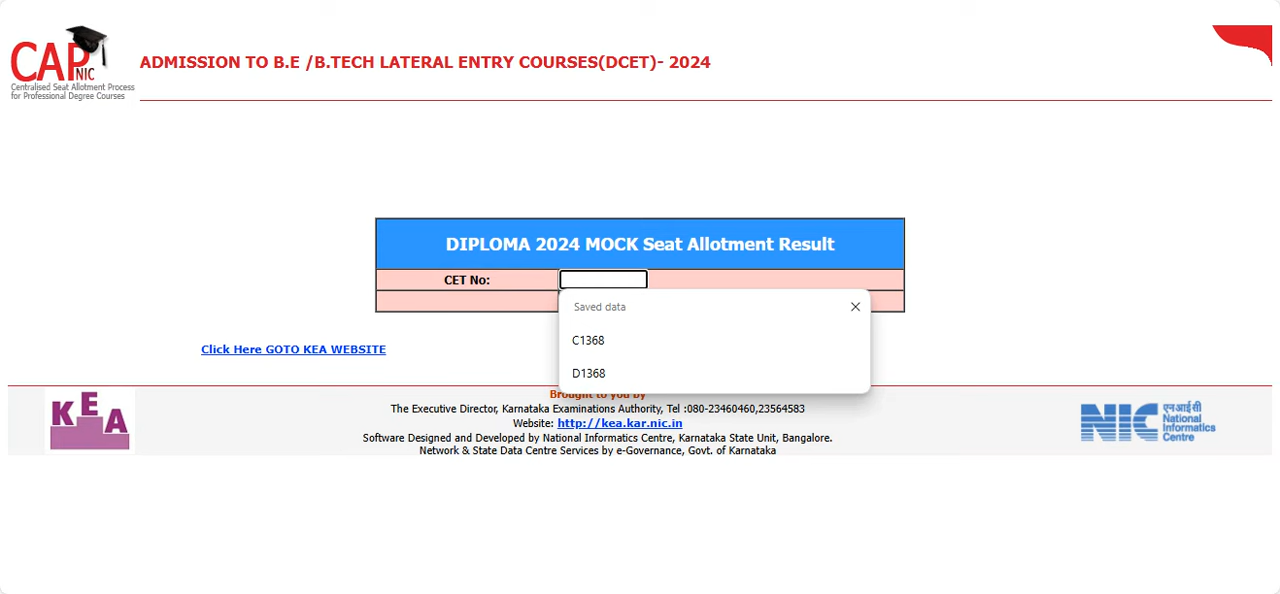 CAP
NIC
Centralised Seat Allotment Process
for Professional Degree Courses
ADMISSION TO B.E /B.TECH LATERAL ENTRY COURSES(DCET)- 2024
DIPLOMA 2024 MOCK Seat Allotment Result
CET No:
Saved data
C1368
D1368
Click Here GOTO KEA WEBSITE
KEA
Brought to you by
The Executive Director, Karnataka Examinations Authority, Tel :080-23460460,23564583
Website: http://kea.kar.nic.in
Software Designed and Developed by National Informatics Centre, Karnataka State Unit, Bangalore.
Network & State Data Centre Services by e-Governance, Govt. of Karnataka
NIC
एनआईसी
National
Informatics
Centre